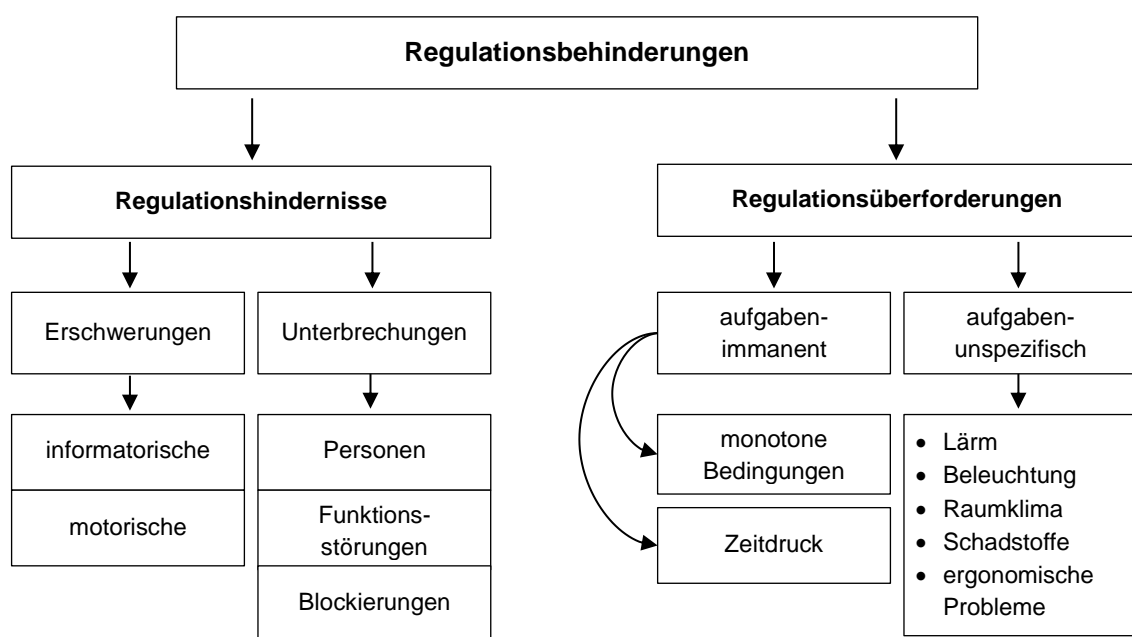 Regulationsbehinderungen
Regulationshindernisse
Regulationsüberforderungen
Erschwerungen
Unterbrechungen
aufgaben-
immanent
aufgaben-
unspezifisch
informatorische
motorische
Personen
Funktions-
störungen
Blockierungen
monotone
Bedingungen
Zeitdruck
• Lärm
• Beleuchtung
• Raumklima
• Schadstoffe
• ergonomische
Probleme